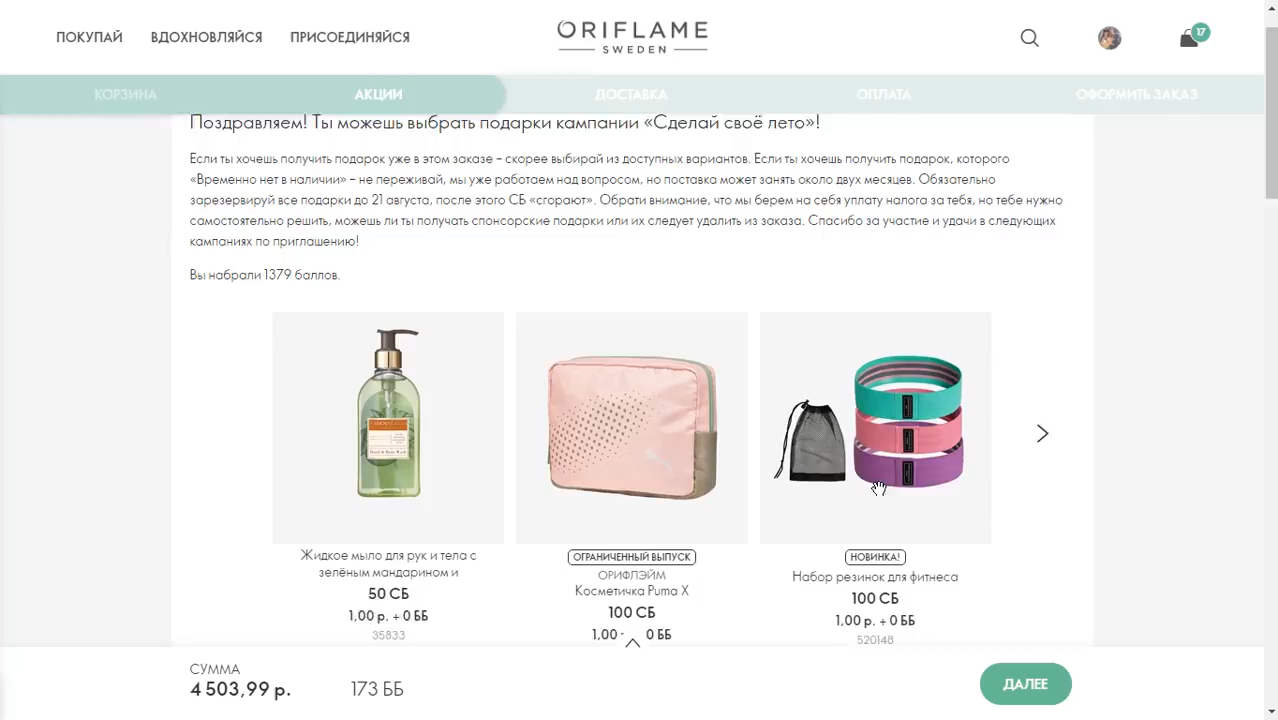 ПОКУПАЙ ВДОХНОВЛЯЙСЯ ПРИСОЕДИНЯЙСЯ
ORIFLAME
SWEDEN
17
КОРЗИНА АКЦИИ ДОСТАВКА ОПЛАТА ОФОРМИТЬ ЗАКАЗ
Поздравляем! Ты можешь выбрать подарки кампании «Сделай своё лето»!
Если ты хочешь получить подарок уже в этом заказе – скорее выбирай из доступных вариантов. Если ты хочешь получить подарок, которого
«Временно нет в наличии» – не переживай, мы уже работаем над вопросом, но поставка может занять около двух месяцев. Обязательно
зарезервируй все подарки до 21 августа, после этого СБ «сгорают». Обрати внимание, что мы берем на себя уплату налога за тебя, но тебе нужно
самостоятельно решить, можешь ли ты получать спонсорские подарки или их следует удалить из заказа. Спасибо за участие и удачи в следующих
кампаниях по приглашению!
Вы набрали 1379 баллов.
Hand & Body Wash
Жидкое мыло для рук и тела с
зелёным мандарином и
50 СБ
1,00 р. + 0 ББ
35833
ОГРАНИЧЕННЫЙ ВЫПУСК
ОРИФЛЭЙМ
Косметичка Puma X
100 СБ
1,00 0 ББ
НОВИНКА!
Набор резинок для фитнеса
100 СБ
1,00 р. + 0 ББ
520148
СУММА
4 503,99 р. 173 ББ
ДАЛЕЕ